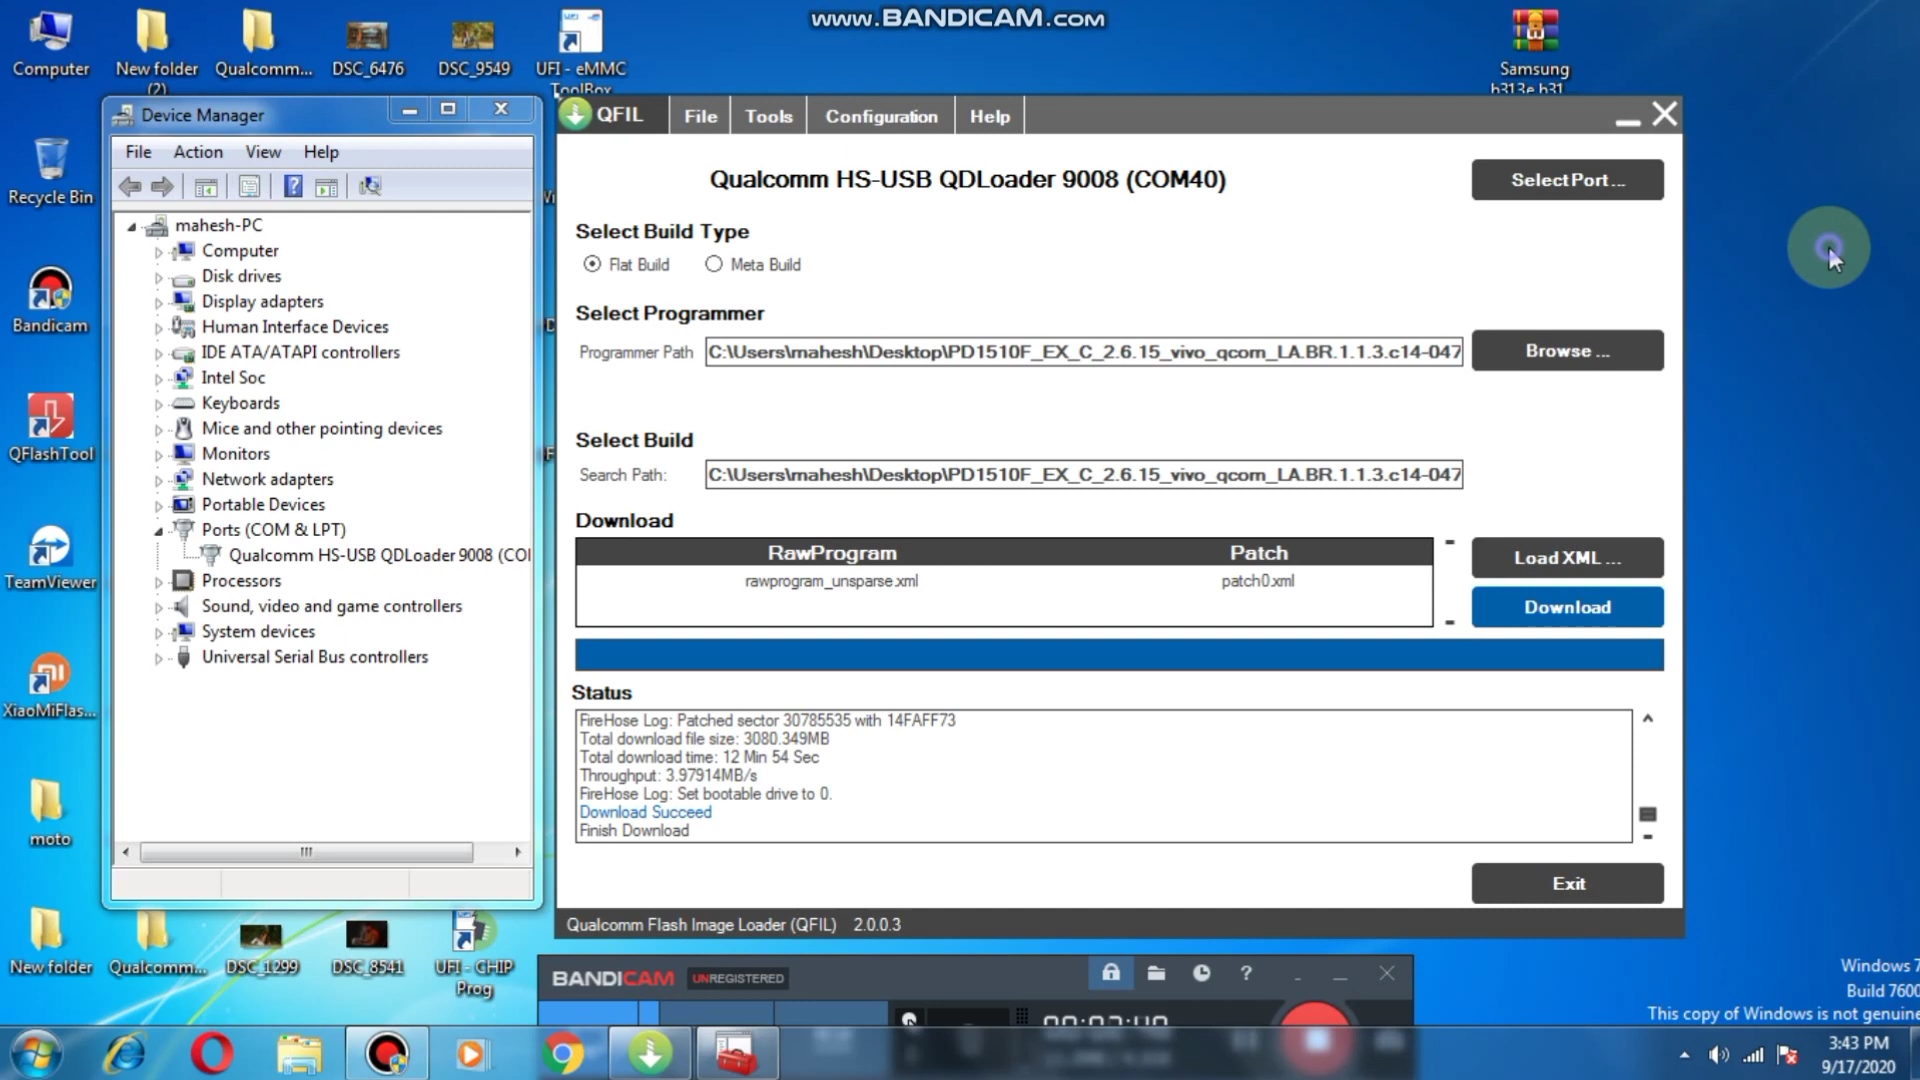 www.BANDICAM.com
Computer
New folder
(2)
Qualcomm...
DSC_6476
DSC_9549
UFI - eMMC
ToolBox
Samsung
b313e b31...
Recycle Bin
Bandicam
QFlashTool
TeamViewer
XiaoMiFlas...
moto
New folder
Qualcomm...
DSC_1299
DSC_8541
UFI - CHIP
Prog
Device Manager
File Action View Help
mahesh-PC
Computer
Disk drives
Display adapters
Human Interface Devices
IDE ATA/ATAPI controllers
Intel Soc
Keyboards
Mice and other pointing devices
Monitors
Network adapters
Portable Devices
Ports (COM & LPT)
Qualcomm HS-USB QDLoader 9008 (CO
Processors
Sound, video and game controllers
System devices
Universal Serial Bus controllers
QFIL File Tools Configuration Help
Qualcomm HS-USB QDLoader 9008 (COM40)
Select Port ...
Select Build Type
Flat Build Meta Build
Select Programmer
Programmer Path C:\Users\mahesh\Desktop\PD1510F_EX_C_2.6.15_vivo_qcom_LA.BR.1.1.3.c14-047
Browse ...
Select Build
Search Path: C:\Users\mahesh\Desktop\PD1510F_EX_C_2.6.15_vivo_qcom_LA.BR.1.1.3.c14-047
Download
RawProgram Patch
rawprogram_unsparse.xml patch0.xml
Load XML ...
Download
Status
FireHose Log: Patched sector 30785535 with 14FAFF73
Total download file size: 3080.349MB
Total download time: 12 Min 54 Sec
Throughput: 3.97914MB/s
FireHose Log: Set bootable drive to 0.
Download Succeed
Finish Download
Exit
Qualcomm Flash Image Loader (QFIL) 2.0.0.3
BANDICAM UNREGISTERED
Windows 7
Build 7600
This copy of Windows is not genuine
3:43 PM
9/17/2020